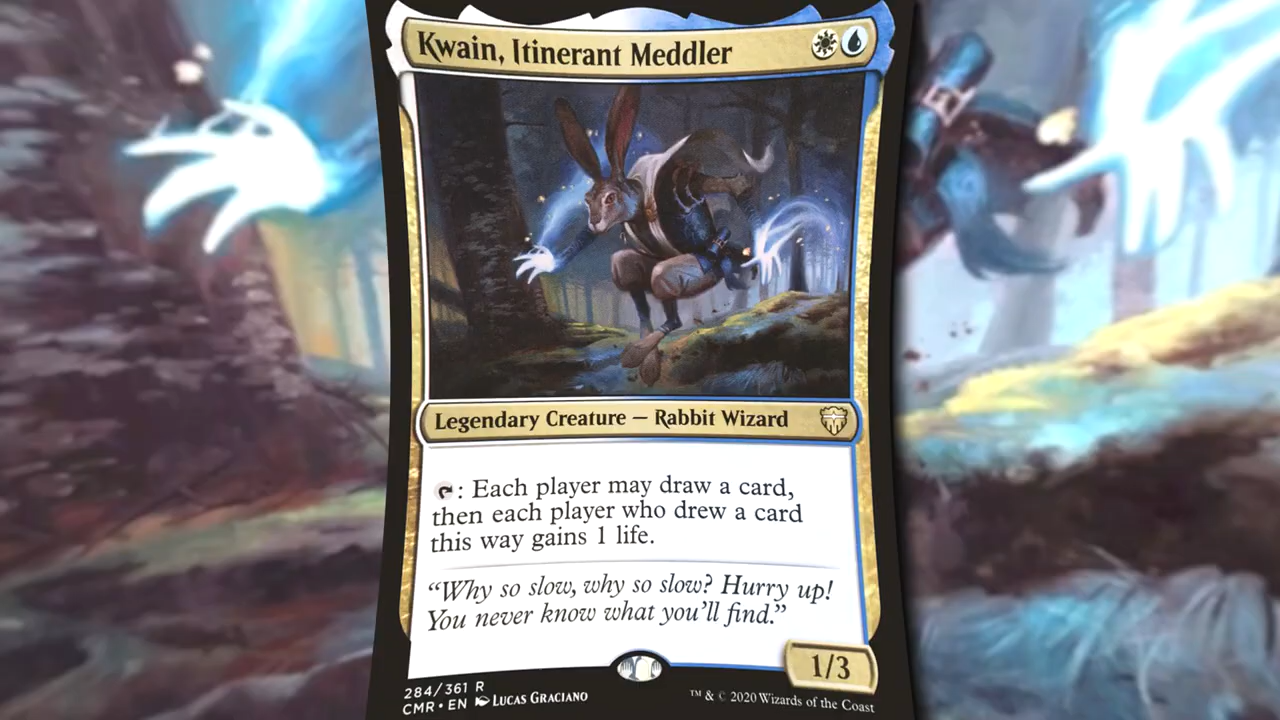 Kwain, Itinerant Meddler
Legendary Creature — Rabbit Wizard
: Each player may draw a card,
then each player who drew a card
this way gains 1 life.
“Why so slow, why so slow? Hurry up!
You never know what you’ll find.”
1/3
284/361 R
CMR • EN Lucas Graciano
™ & © 2020 Wizards of the Coast